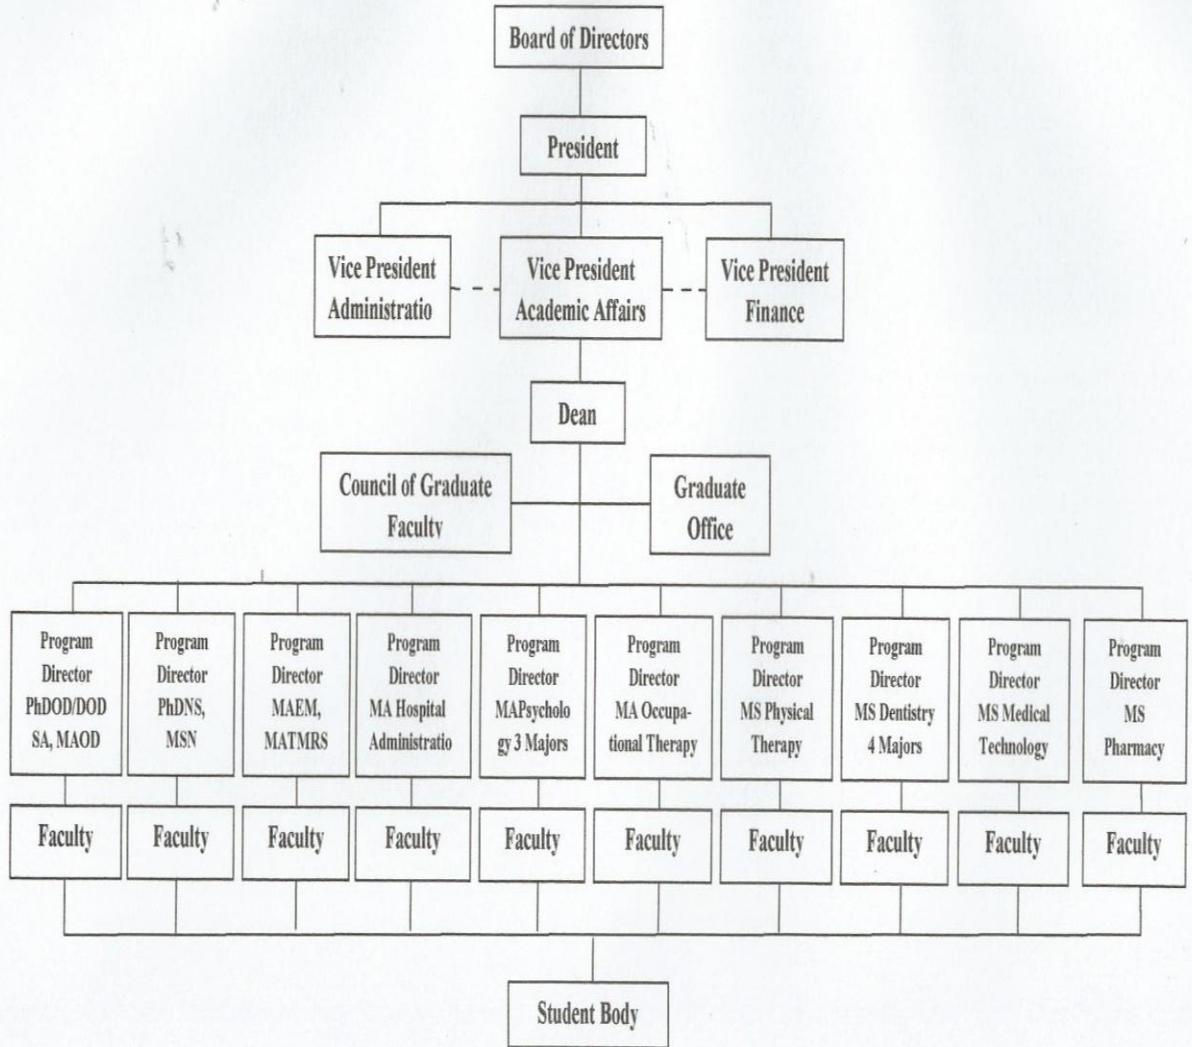 Board of Directors
President
Vice President
Administratio
Vice President
Academic Affairs
Vice President
Finance
Dean
Council of Graduate
Faculty
Graduate
Office
Program
Director
PhDOD/DOD
SA, MAOD
Program
Director
PhDNS,
MSN
Program
Director
MAEM,
MATMRS
Program
Director
MA Hospital
Administratio
Program
Director
MAPsycholo
gy 3 Majors
Program
Director
MA Occupa-
tional Therapy
Program
Director
MS Physical
Therapy
Program
Director
MS Dentistry
4 Majors
Program
Director
MS Medical
Technology
Program
Director
MS
Pharmacy
Faculty
Faculty
Faculty
Faculty
Faculty
Faculty
Faculty
Faculty
Faculty
Faculty
Student Body